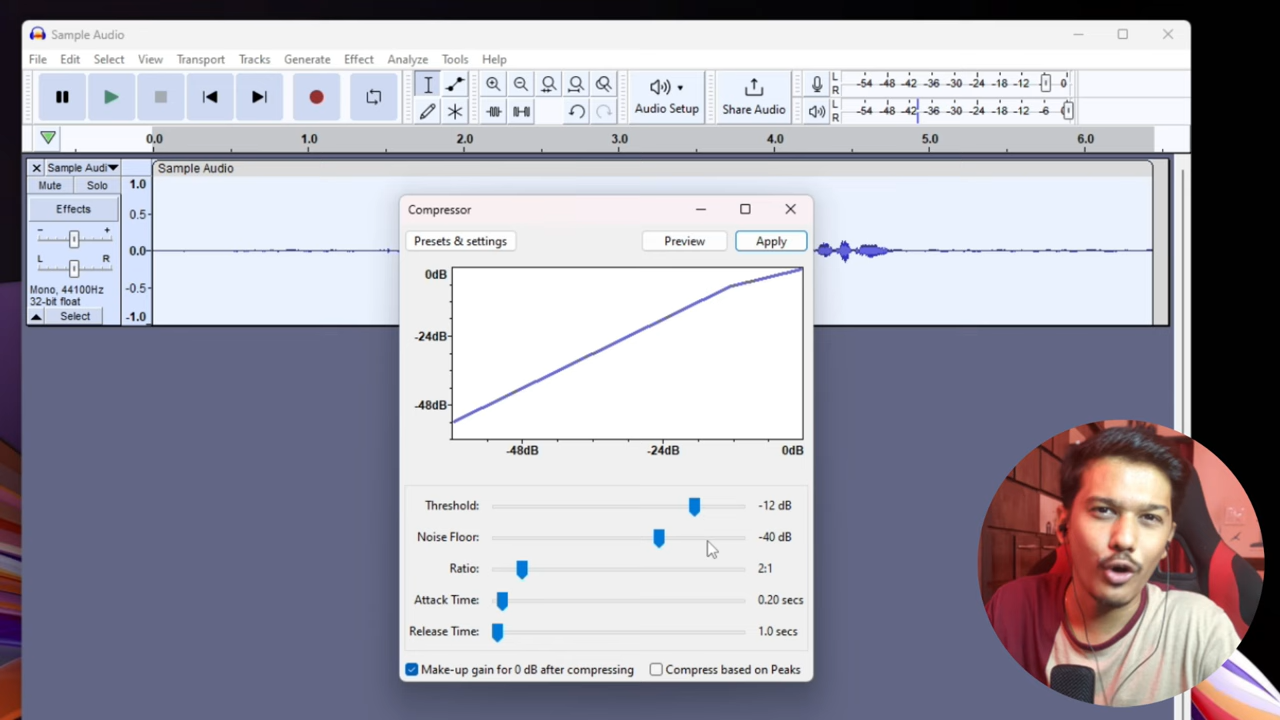 Sample Audio
File Edit Select View Transport Tracks Generate Effect Analyze Tools Help
Audio Setup
Share Audio
L
R
-54 -48 -42 -36 -30 -24 -18 -12 0
L
R
-54 -48 -42 -36 -30 -24 -18 -12 -6 0
0.0 1.0 2.0 3.0 4.0 5.0 6.0
Sample Audi
Mute Solo
Effects
- +
L R
Mono, 44100Hz
32-bit float
Select
1.0
0.5
0.0
-0.5
-1.0
Sample Audio
Compressor
Presets & settings Preview Apply
0dB
-24dB
-48dB
-48dB -24dB 0dB
Threshold: -12 dB
Noise Floor: -40 dB
Ratio: 2:1
Attack Time: 0.20 secs
Release Time: 1.0 secs
Make-up gain for 0 dB after compressing Compress based on Peaks